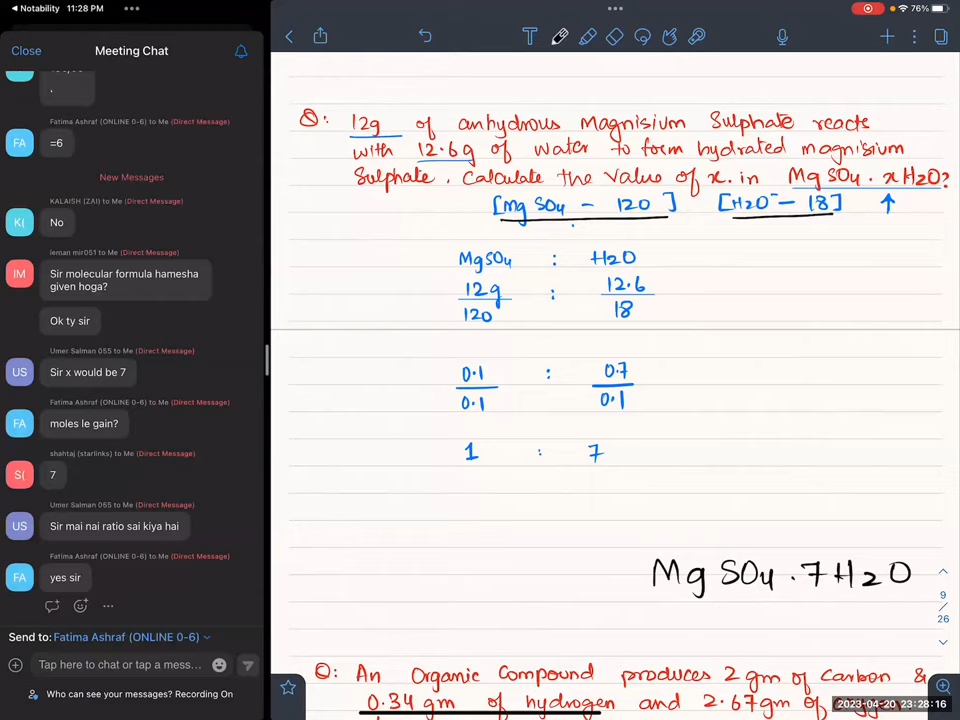 Notability 11:28 PM
76%
Close
Meeting Chat
.
Fatima Ashraf (ONLINE 0-6) to Me (Direct Message)
FA
=6
New Messages
KALAISH (ZAI) to Me (Direct Message)
K(
No
ieman mir051 to Me (Direct Message)
IM
Sir molecular formula hamesha
given hoga?
Ok ty sir
Umer Salman 055 to Me (Direct Message)
US
Sir x would be 7
Fatima Ashraf (ONLINE 0-6) to Me (Direct Message)
FA
moles le gain?
shahtaj (starlinks) to Me (Direct Message)
S(
7
Umer Salman 055 to Me (Direct Message)
US
Sir mai nai ratio sai kiya hai
Fatima Ashraf (ONLINE 0-6) to Me (Direct Message)
FA
yes sir
Send to: Fatima Ashraf (ONLINE 0-6)
Tap here to chat or tap a mess...
Who can see your messages? Recording On
Q: 12g of anhydrous Magnisium Sulphate reacts
with 12.6g of water to form hydrated magnisium
Sulphate. Calculate the value of x. in MgSO4 . xH2O?
[MgSO4 - 120] [H2O - 18] ↑
MgSO4 : H2O
12g : 12.6
120 18
0.1 : 0.7
0.1 0.1
1 : 7
MgSO4 . 7H2O
9
/
26
Q: An Organic Compound produces 2 gm of carbon &
0.34 gm of hydrogen and 2.67gm of oxygen
2023-04-20 23:28:16